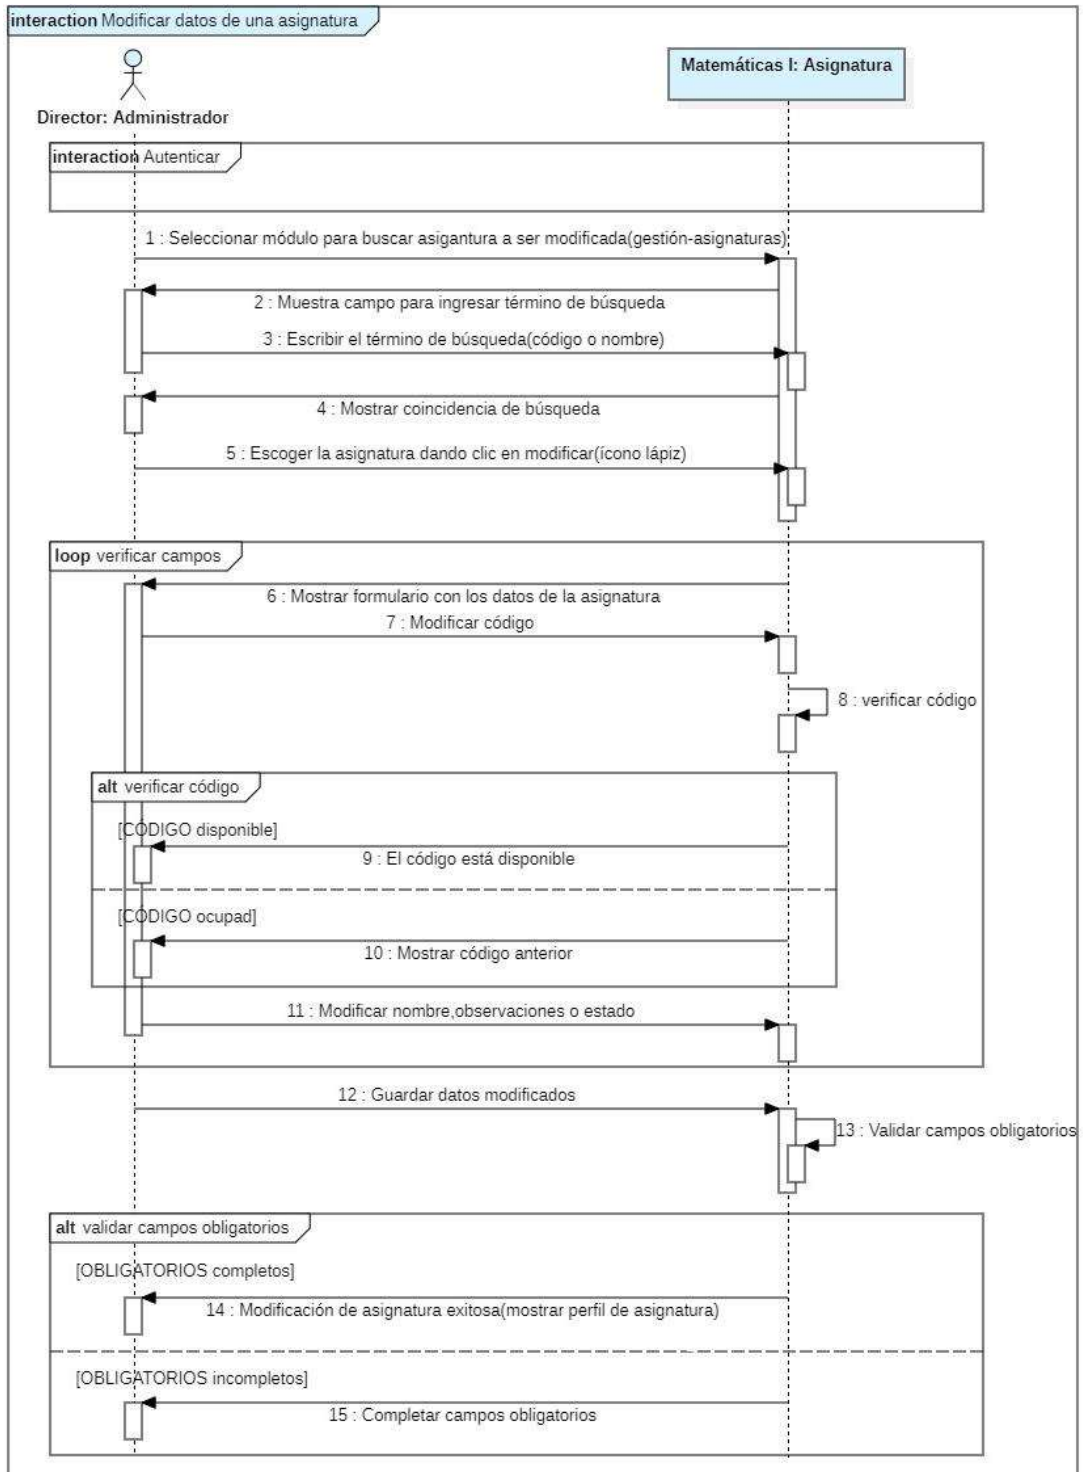 interaction Modificar datos de una asignatura
Director: Administrador
Matemáticas I: Asignatura
interaction Autenticar
1 : Seleccionar módulo para buscar asigantura a ser modificada(gestión-asignaturas)
2 : Muestra campo para ingresar término de búsqueda
3 : Escribir el término de búsqueda(código o nombre)
4 : Mostrar coincidencia de búsqueda
5 : Escoger la asignatura dando clic en modificar(ícono lápiz)
loop verificar campos
6 : Mostrar formulario con los datos de la asignatura
7 : Modificar código
8 : verificar código
alt verificar código
[CÓDIGO disponible]
9 : El código está disponible
[CÓDIGO ocupad]
10 : Mostrar código anterior
11 : Modificar nombre,observaciones o estado
12 : Guardar datos modificados
13 : Validar campos obligatorios
alt validar campos obligatorios
[OBLIGATORIOS completos]
14 : Modificación de asignatura exitosa(mostrar perfil de asignatura)
[OBLIGATORIOS incompletos]
15 : Completar campos obligatorios